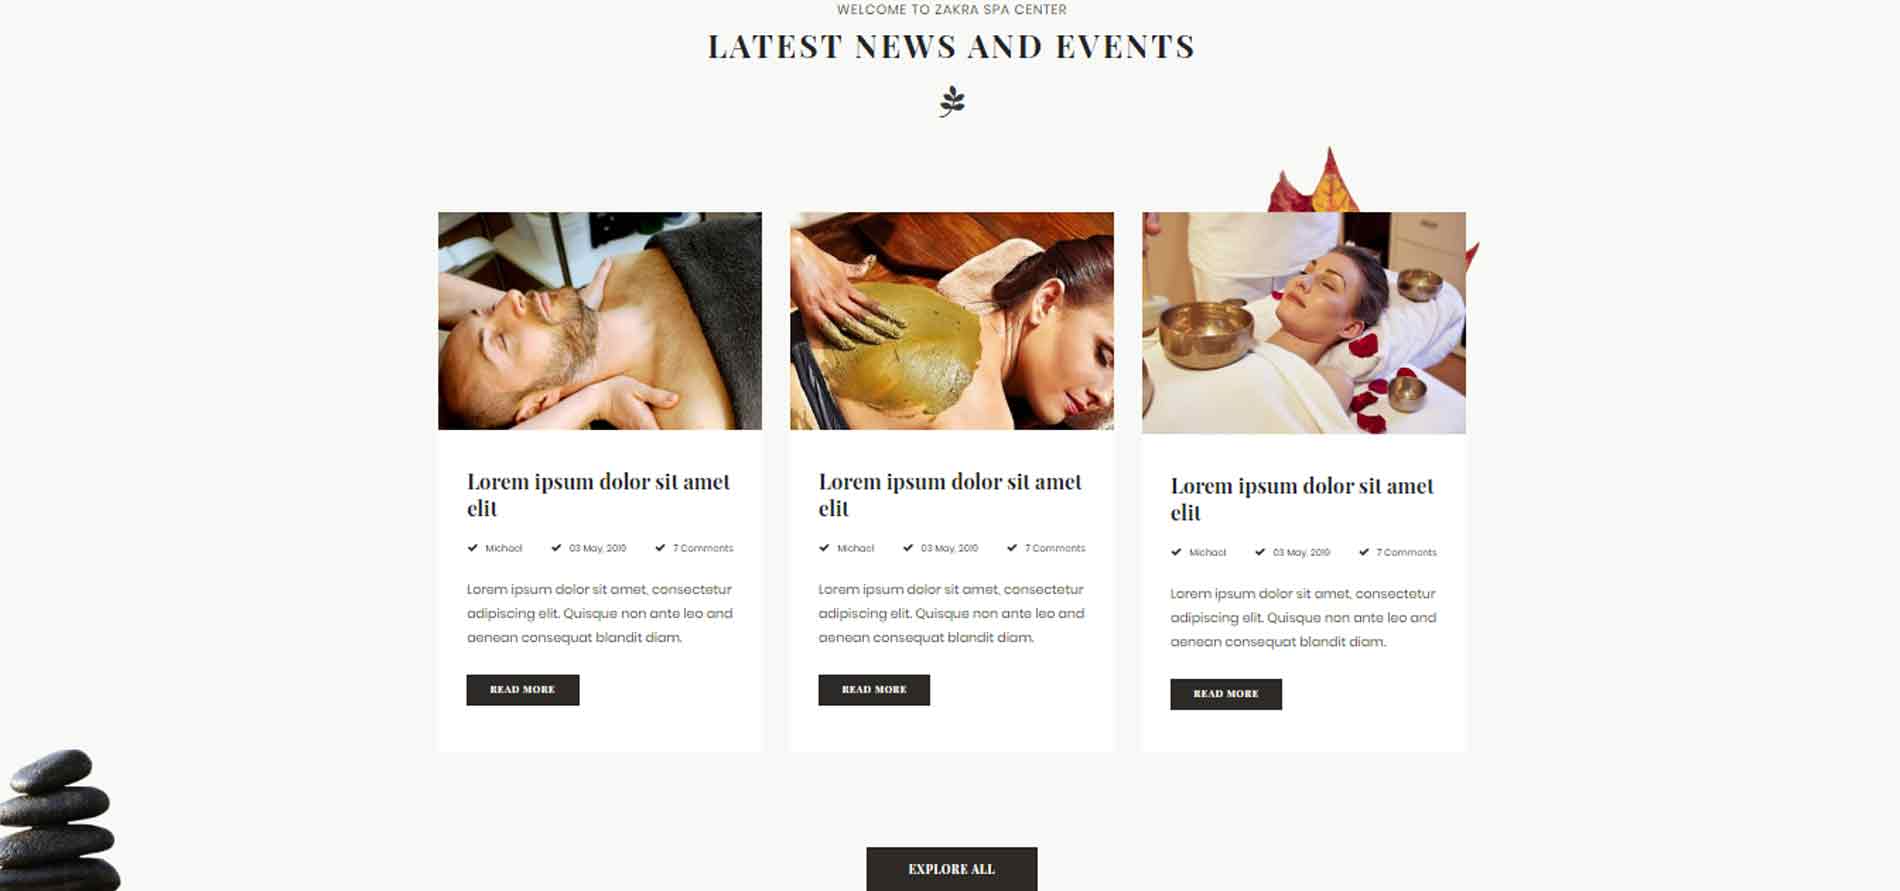 WELCOME TO ZAKRA SPA CENTER
LATEST NEWS AND EVENTS
Lorem ipsum dolor sit amet
elit
Michael 03 May, 2019 7 Comments
Lorem ipsum dolor sit amet, consectetur
adipiscing elit. Quisque non ante leo and
aenean consequat blandit diam.
READ MORE
Lorem ipsum dolor sit amet
elit
Michael 03 May, 2019 7 Comments
Lorem ipsum dolor sit amet, consectetur
adipiscing elit. Quisque non ante leo and
aenean consequat blandit diam.
READ MORE
Lorem ipsum dolor sit amet
elit
Michael 03 May, 2019 7 Comments
Lorem ipsum dolor sit amet, consectetur
adipiscing elit. Quisque non ante leo and
aenean consequat blandit diam.
READ MORE
EXPLORE ALL